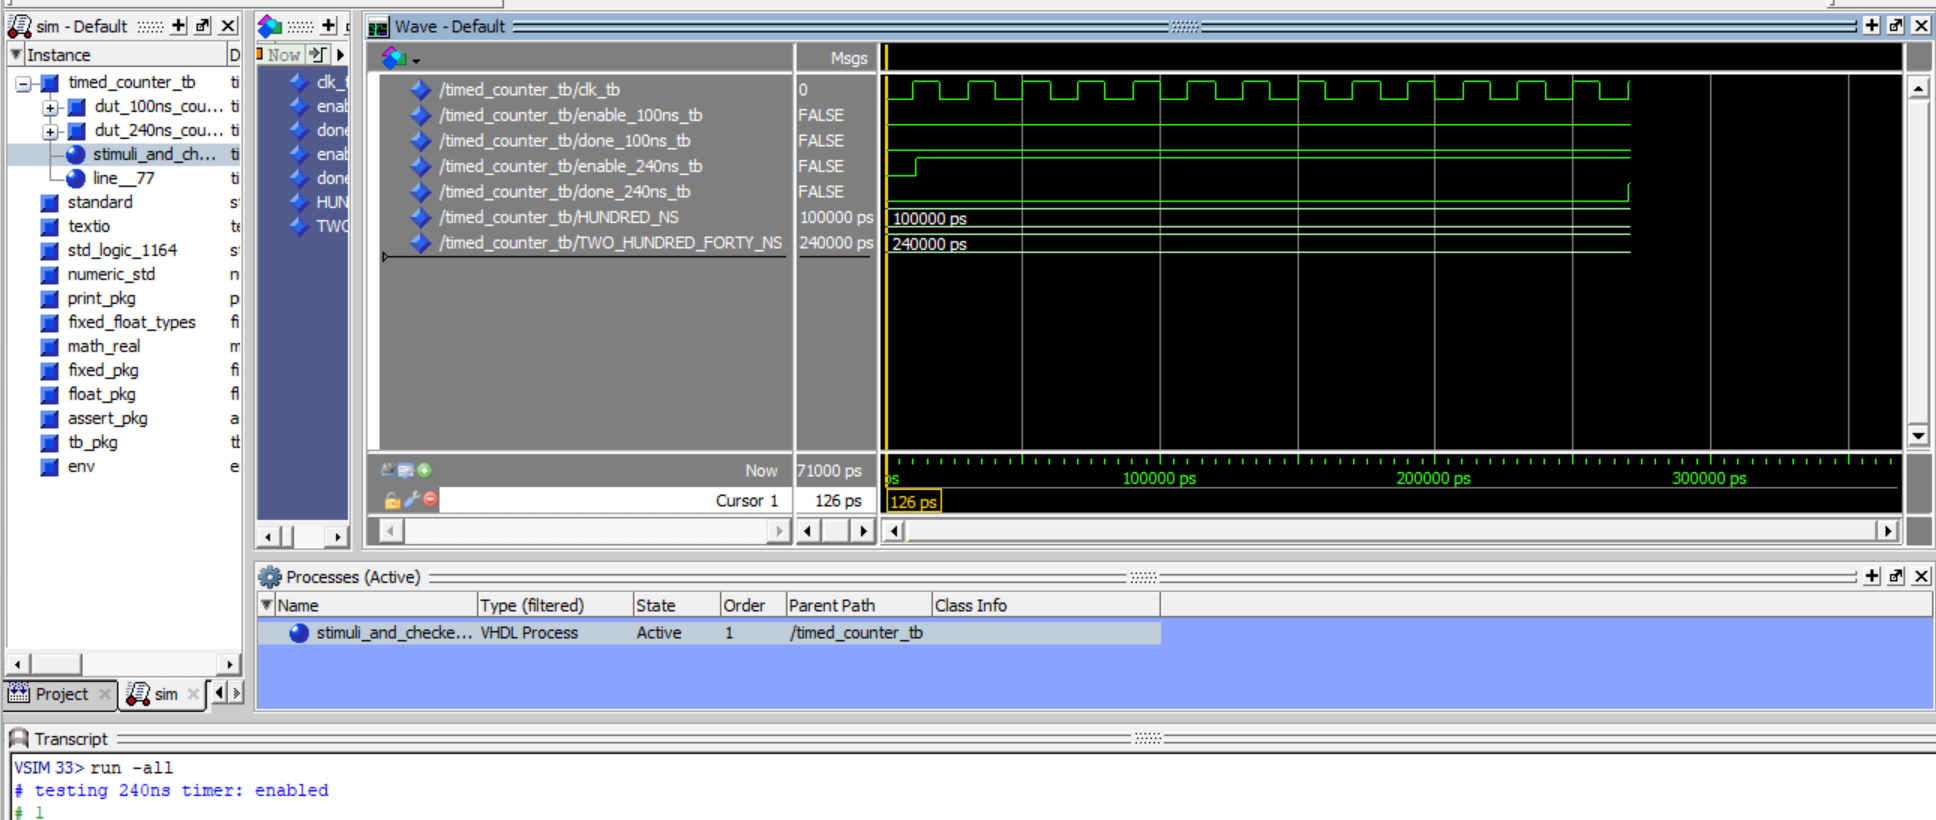 sim - Default
Instance
D
timed_counter_tb
ti
dut_100ns_cou... ti
dut_240ns_cou... ti
stimuli_and_ch... ti
line__77
ti
standard
s
textio
te
std_logic_1164
s
numeric_std
n
print_pkg
p
fixed_float_types
fi
math_real
m
fixed_pkg
fi
float_pkg
fl
assert_pkg
a
tb_pkg
tb
env
e
Project
sim
Now
clk_t
enab
done
enab
done
HUN
TWO
Wave - Default
Msgs
/timed_counter_tb/clk_tb 0
/timed_counter_tb/enable_100ns_tb FALSE
/timed_counter_tb/done_100ns_tb FALSE
/timed_counter_tb/enable_240ns_tb FALSE
/timed_counter_tb/done_240ns_tb FALSE
/timed_counter_tb/HUNDRED_NS 100000 ps 100000 ps
/timed_counter_tb/TWO_HUNDRED_FORTY_NS 240000 ps 240000 ps
Now 71000 ps ps 100000 ps 200000 ps 300000 ps
Cursor 1 126 ps 126 ps
Processes (Active)
Name Type (filtered) State Order Parent Path Class Info
stimuli_and_checke... VHDL Process Active 1 /timed_counter_tb
Transcript
VSIM 33> run -all
# testing 240ns timer: enabled
# 1